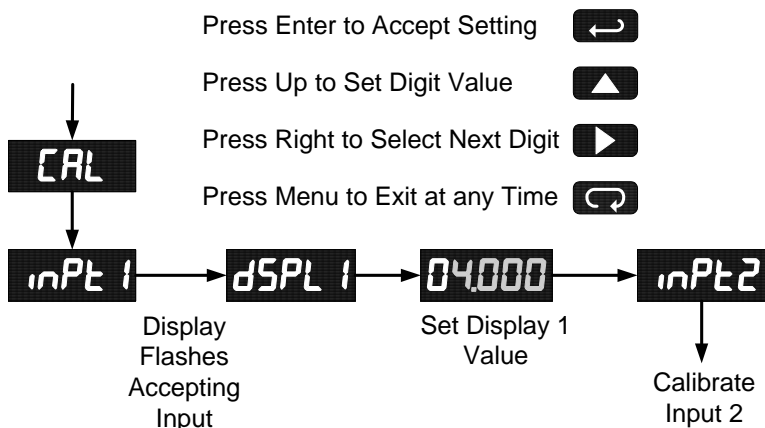 Press Enter to Accept Setting
Press Up to Set Digit Value
Press Right to Select Next Digit
Press Menu to Exit at any Time
CAL
inPt 1
dSPL 1
04.000
inPt2
Display
Flashes
Accepting
Input
Set Display 1
Value
Calibrate
Input 2